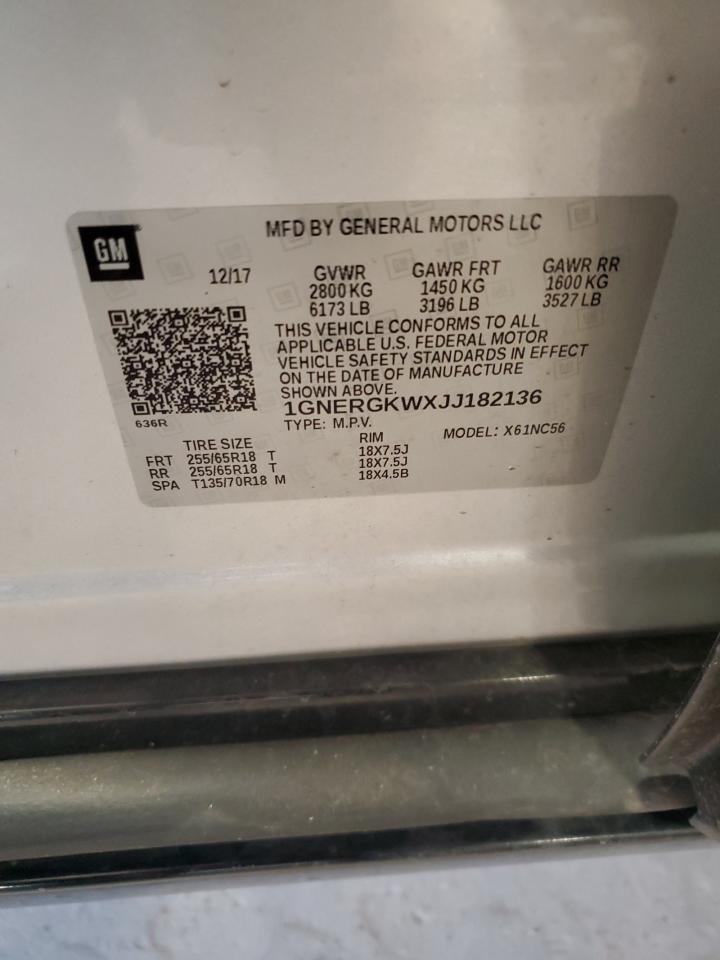 GM
MFD BY GENERAL MOTORS LLC
12/17 GVWR GAWR FRT GAWR RR
2800 KG 1450 KG 1600 KG
6173 LB 3196 LB 3527 LB
THIS VEHICLE CONFORMS TO ALL
APPLICABLE U.S. FEDERAL MOTOR
VEHICLE SAFETY STANDARDS IN EFFECT
ON THE DATE OF MANUFACTURE
SHOWN ABOVE.
1GNERGKWXJJ182136
636R
TYPE: M.P.V. MODEL: X61NC56
TIRE SIZE RIM
FRT 255/65R18 T 18X7.5J
RR 255/65R18 T 18X7.5J
SPA T135/70R18 M 18X4.5B